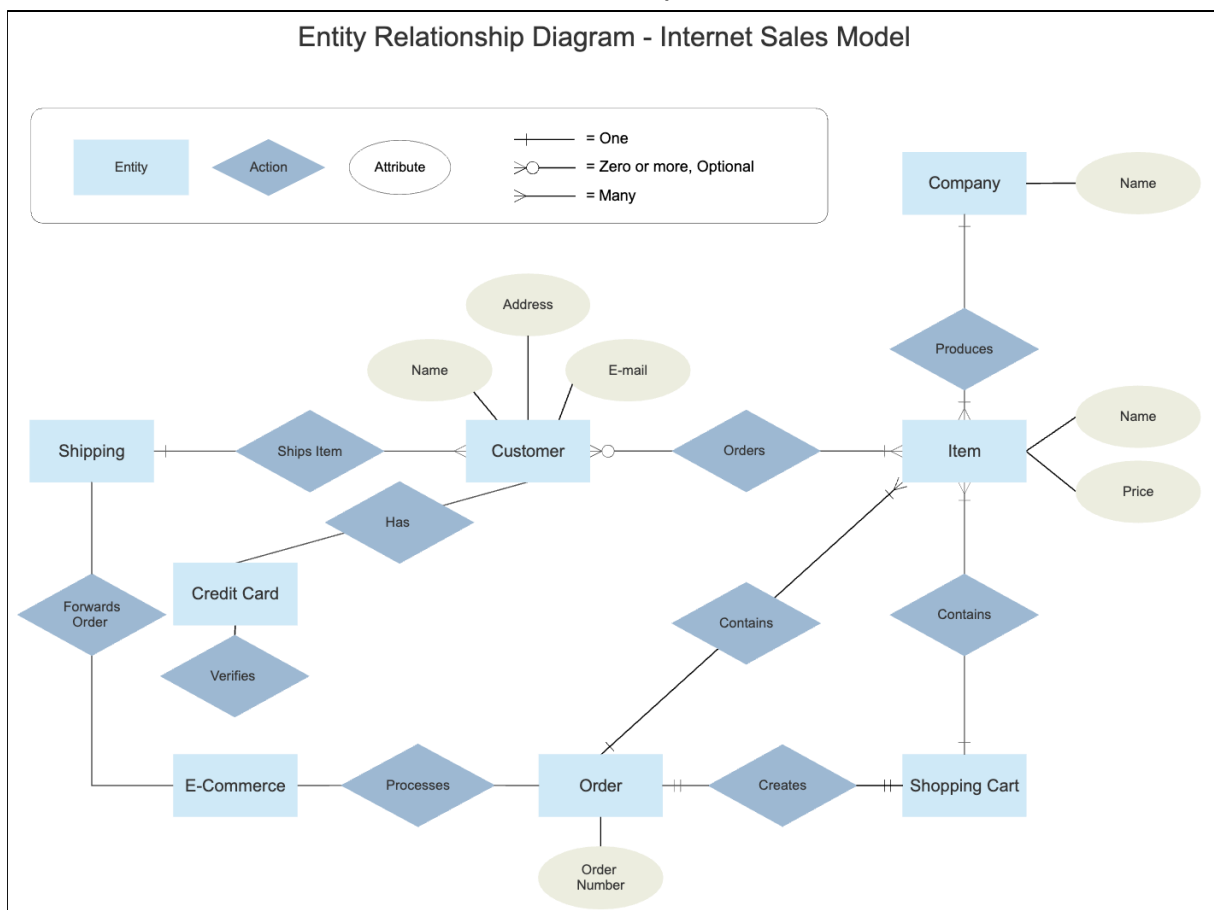 Entity Relationship Diagram - Internet Sales Model
Entity
Action
Attribute
= One
= Zero or more, Optional
= Many
Company
Name
Address
Produces
Name
E-mail
Name
Shipping
Ships Item
Customer
Orders
Item
Price
Has
Credit Card
Forwards
Order
Contains
Contains
Verifies
E-Commerce
Processes
Order
Creates
Shopping Cart
Order
Number